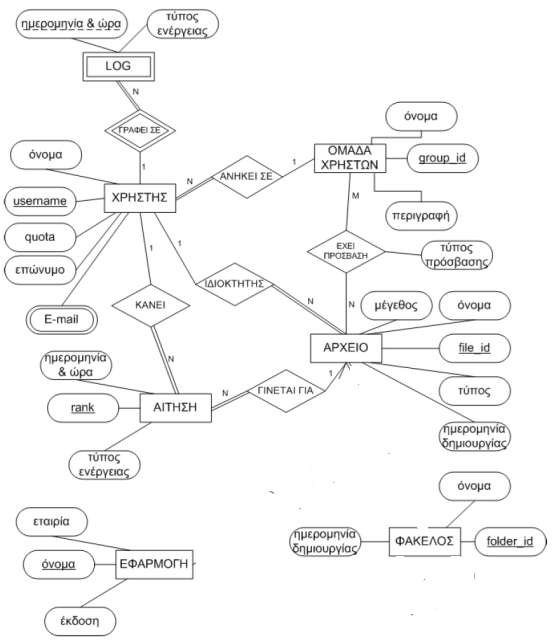 ημερομηνία & ώρα
τύπος
ενέργειας
LOG
N
ΓΡΑΦΕΙ ΣΕ
1
όνομα
username
quota
επώνυμο
E-mail
ΧΡΗΣΤΗΣ
N
ΑΝΗΚΕΙ ΣΕ
1
ΟΜΑΔΑ
ΧΡΗΣΤΩΝ
όνομα
group_id
περιγραφή
M
ΕΧΕΙ
ΠΡΟΣΒΑΣΗ
τύπος
πρόσβασης
N
1
1
ΙΔΙΟΚΤΗΤΗΣ
N
ΚΑΝΕΙ
N
μέγεθος
όνομα
ΑΡΧΕΙΟ
file_id
τύπος
ημερομηνία
δημιουργίας
ημερομηνία
& ώρα
rank
ΑΙΤΗΣΗ
N
ΓΙΝΕΤΑΙ ΓΙΑ
1
τύπος
ενέργειας
όνομα
ημερομηνία
δημιουργίας
ΦΑΚΕΛΟΣ
folder_id
εταιρία
όνομα
ΕΦΑΡΜΟΓΗ
έκδοση